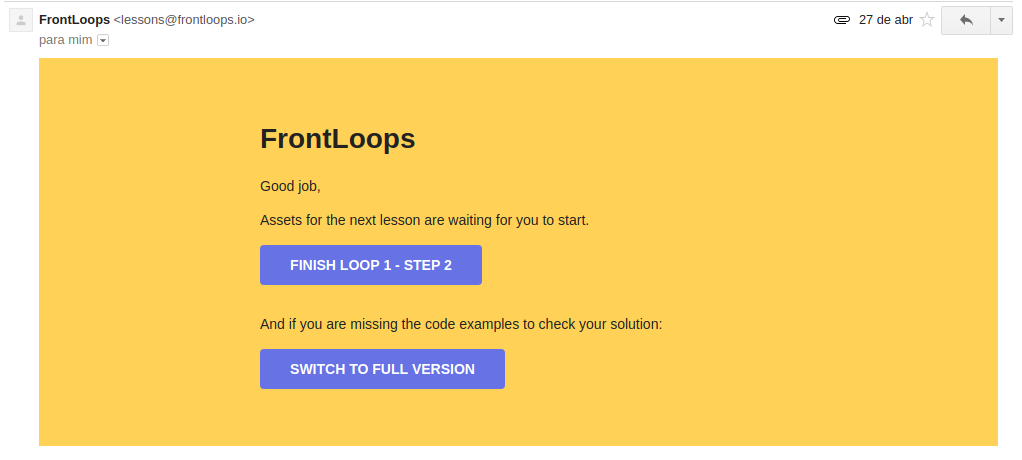 FrontLoops <lessons@frontloops.io> 27 de abr
para mim
FrontLoops
Good job,
Assets for the next lesson are waiting for you to start.
FINISH LOOP 1 - STEP 2
And if you are missing the code examples to check your solution:
SWITCH TO FULL VERSION